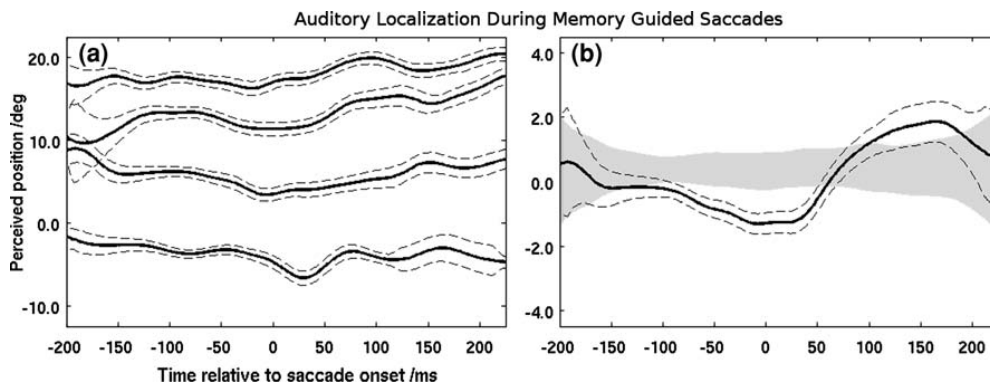 Auditory Localization During Memory Guided Saccades
(a)
(b)
Perceived position /deg
20.0
10.0
0.0
-10.0
4.0
2.0
0.0
-2.0
-4.0
-200 -150 -100 -50 0 50 100 150 200
-200 -150 -100 -50 0 50 100 150 200
Time relative to saccade onset /ms